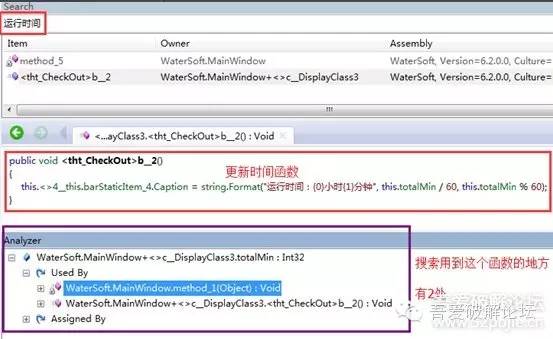 Search
运行时间
Item Owner Assembly
method_5 WaterSoft.MainWindow WaterSoft, Version=6.2.0.0, Culture=
<tht_CheckOut>b__2 WaterSoft.MainWindow+<>c__DisplayClass3 WaterSoft, Version=6.2.0.0, Culture=
<>...ayClass3.<tht_CheckOut>b__2() : Void
public void <tht_CheckOut>b__2()
更新时间函数
{
this.<>4__this.barStaticItem_4.Caption = string.Format("运行时间：{0}小时{1}分钟", this.totalMin / 60, this.totalMin % 60);
}
Analyzer
WaterSoft.MainWindow+<>c__DisplayClass3.totalMin : Int32
搜索用到这个函数的地方
Used By
WaterSoft.MainWindow.method_1(Object) : Void
有2处
WaterSoft.MainWindow+<>c__DisplayClass3.<tht_CheckOut>b__2() : Void
Assigned By
吾爱破解论坛
www.52pojie.cn